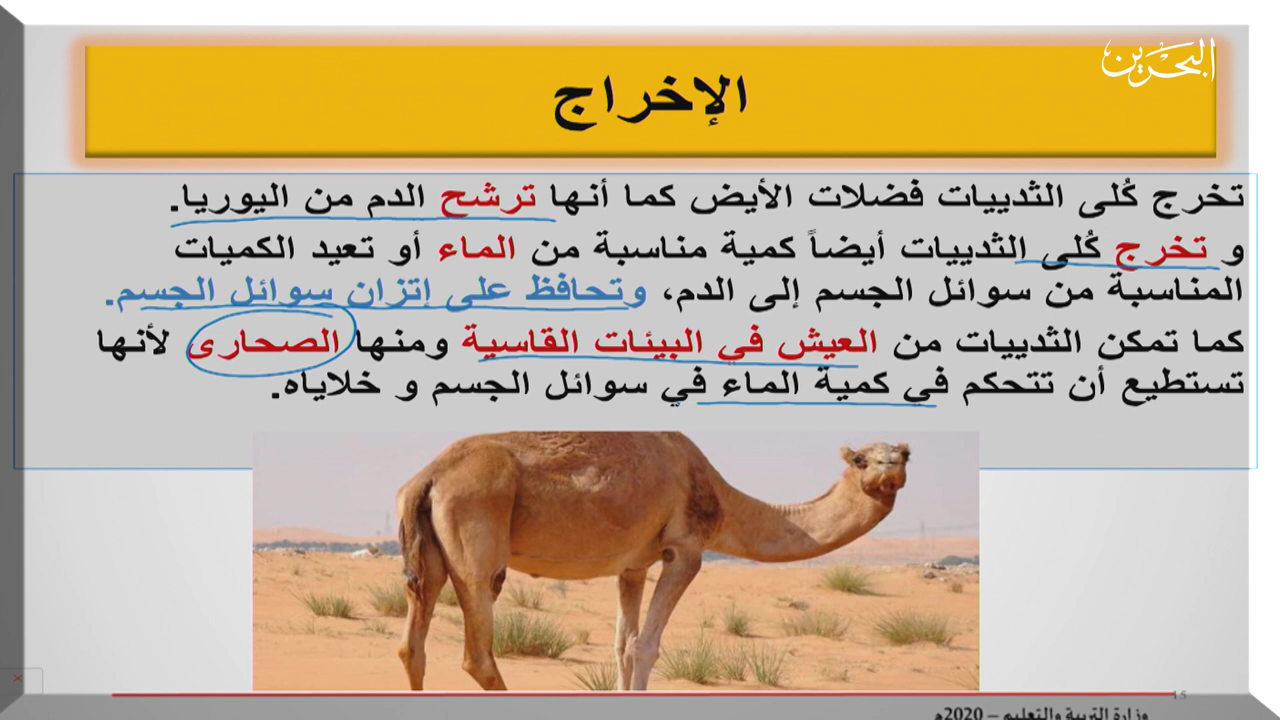 البحرين
الإخراج
تخرج كُلى الثدييات فضلات الأيض كما أنها ترشح الدم من اليوريا.
و تخرج كُلى الثدييات أيضاً كمية مناسبة من الماء أو تعيد الكميات
المناسبة من سوائل الجسم إلى الدم، وتحافظ على إتزان سوائل الجسم.
كما تمكن الثدييات من العيش في البيئات القاسية ومنها الصحارى لأنها
تستطيع أن تتحكم في كمية الماء في سوائل الجسم و خلاياه.
15
وزارة التربية والتعليم – 2020م